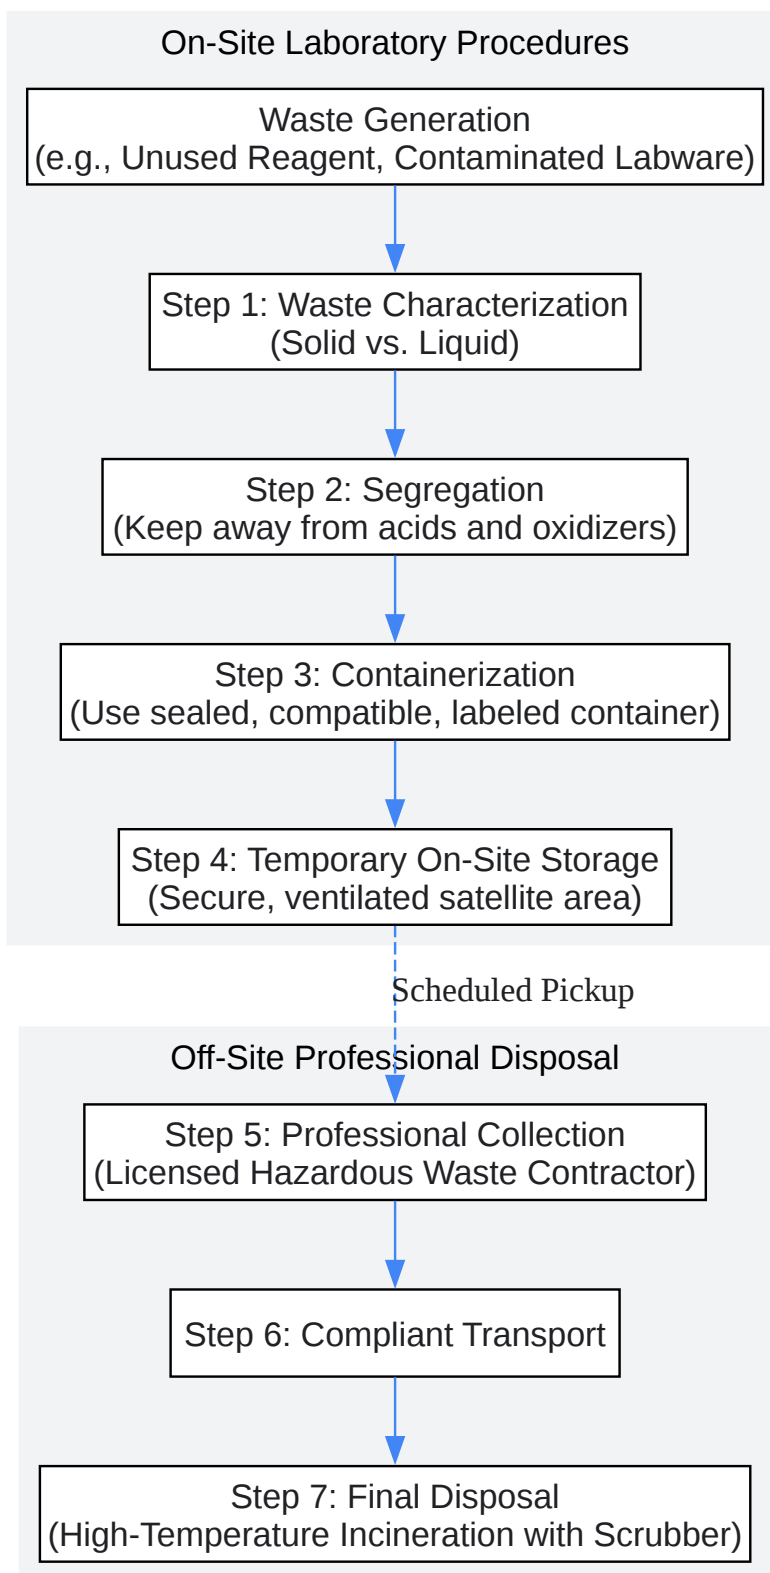 On-Site Laboratory Procedures
Waste Generation
(e.g., Unused Reagent, Contaminated Labware)
Step 1: Waste Characterization
(Solid vs. Liquid)
Step 2: Segregation
(Keep away from acids and oxidizers)
Step 3: Containerization
(Use sealed, compatible, labeled container)
Step 4: Temporary On-Site Storage
(Secure, ventilated satellite area)
Scheduled Pickup
Off-Site Professional Disposal
Step 5: Professional Collection
(Licensed Hazardous Waste Contractor)
Step 6: Compliant Transport
Step 7: Final Disposal
(High-Temperature Incineration with Scrubber)